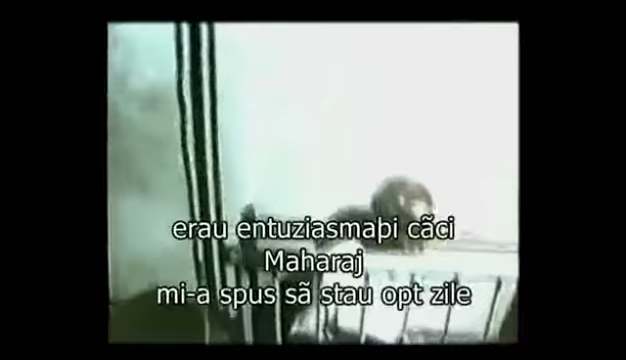 erau entuziasmaþi cãci
Maharaj
mi-a spus sã stau opt zile